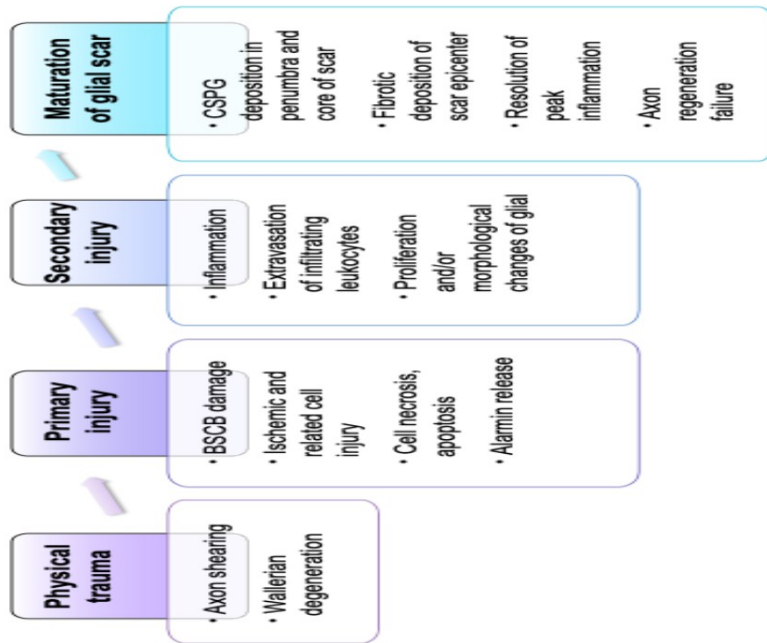 Physical
trauma
• Axon shearing
• Wallerian
degeneration
Primary
injury
• BSCB damage
• Ischemic and
related cell
injury
• Cell necrosis,
apoptosis
• Alarmin release
Secondary
injury
• Inflammation
• Extravasation
of infiltrating
leukocytes
• Proliferation
and/or
morphological
changes of glial
Maturation
of glial scar
• CSPG
deposition in
penumbra and
core of scar
• Fibrotic
deposition of
scar epicenter
• Resolution of
peak
inflammation
• Axon
regeneration
failure